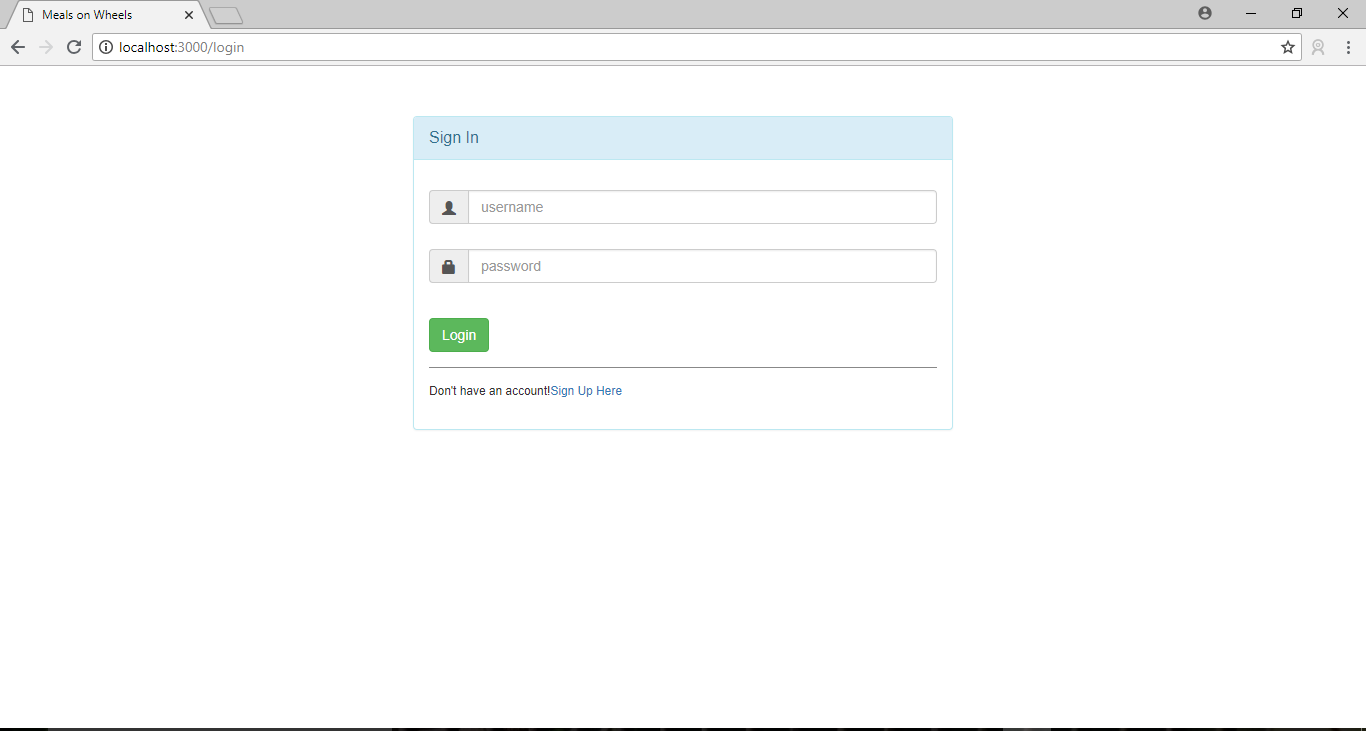 Meals on Wheels
localhost:3000/login
Sign In
username
password
Login
Don't have an account!Sign Up Here